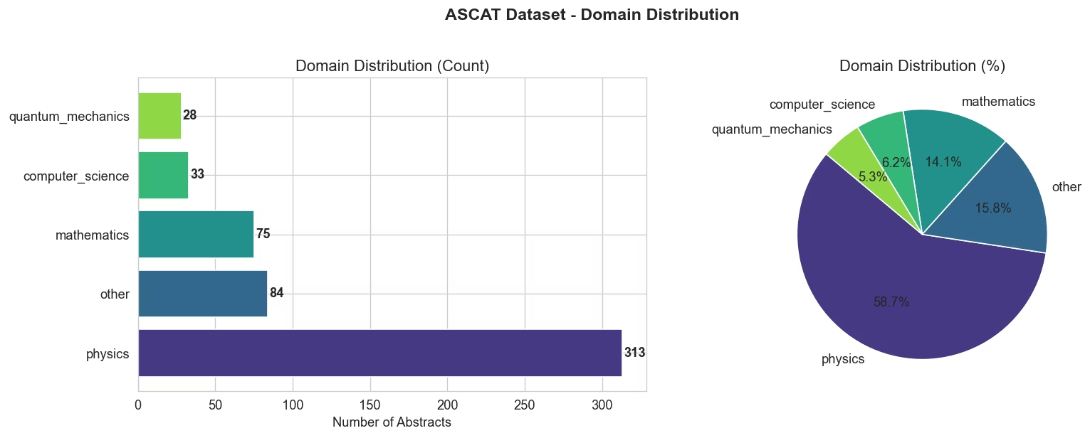 ASCAT Dataset - Domain Distribution
Domain Distribution (Count)
quantum_mechanics
28
computer_science
33
mathematics
75
other
84
physics
313
0 50 100 150 200 250 300
Number of Abstracts
Domain Distribution (%)
computer_science
mathematics
quantum_mechanics
other
physics
5.3%
6.2%
14.1%
15.8%
58.7%